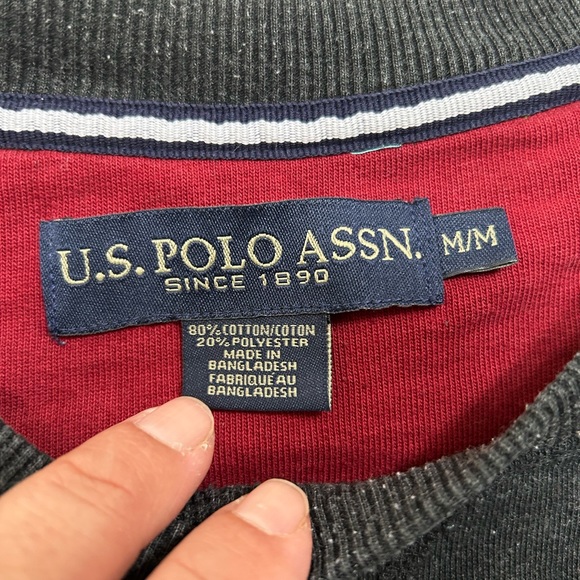 U.S. POLO ASSN.
SINCE 1890
M/M
80% COTTON/COTON
20% POLYESTER
MADE IN
BANGLADESH
FABRIQUE AU
BANGLADESH